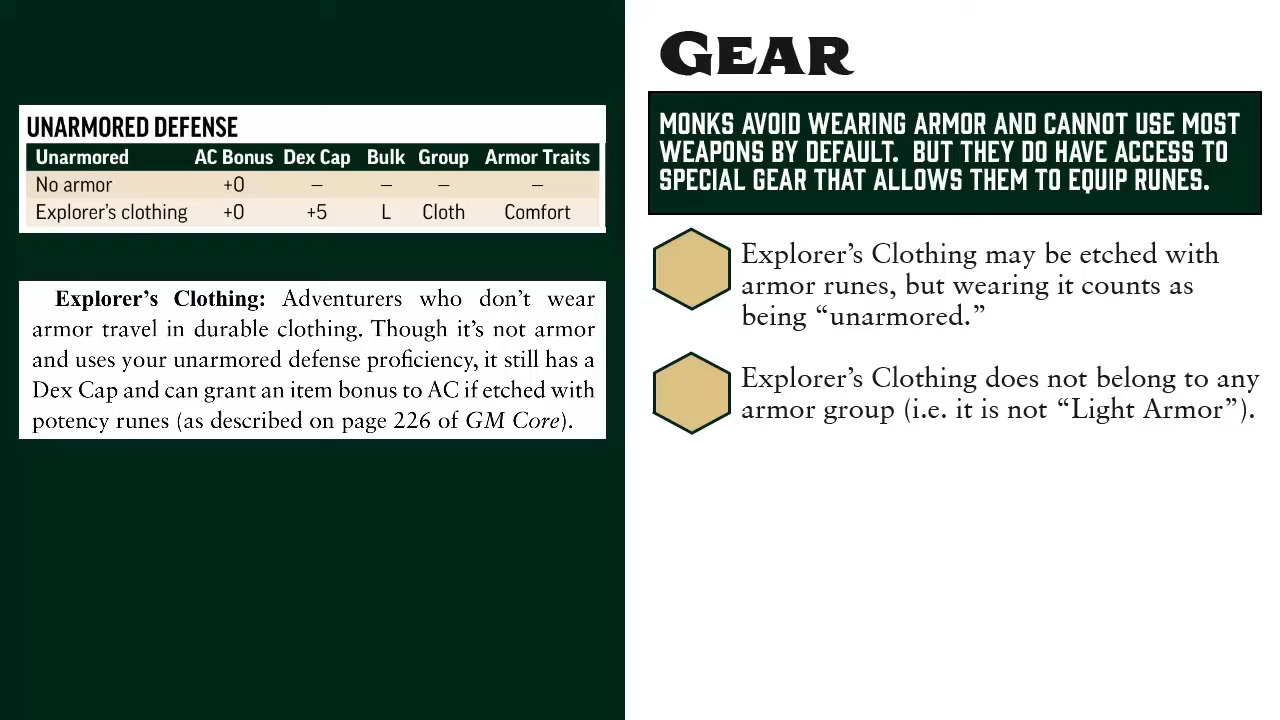 UNARMORED DEFENSE
Unarmored AC Bonus Dex Cap Bulk Group Armor Traits
No armor +0 – – – –
Explorer's clothing +0 +5 L Cloth Comfort
Explorer's Clothing: Adventurers who don't wear
armor travel in durable clothing. Though it's not armor
and uses your unarmored defense proficiency, it still has a
Dex Cap and can grant an item bonus to AC if etched with
potency runes (as described on page 226 of GM Core).
GEAR
MONKS AVOID WEARING ARMOR AND CANNOT USE MOST
WEAPONS BY DEFAULT. BUT THEY DO HAVE ACCESS TO
SPECIAL GEAR THAT ALLOWS THEM TO EQUIP RUNES.
Explorer's Clothing may be etched with
armor runes, but wearing it counts as
being “unarmored.”
Explorer's Clothing does not belong to any
armor group (i.e. it is not “Light Armor”).